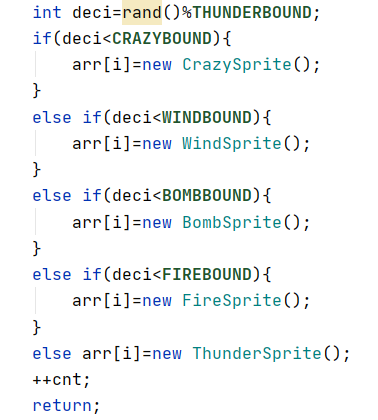 int deci=rand()%THUNDERBOUND;
if(deci<CRAZYBOUND){
    arr[i]=new CrazySprite();
}
else if(deci<WINDBOUND){
    arr[i]=new WindSprite();
}
else if(deci<BOMBBOUND){
    arr[i]=new BombSprite();
}
else if(deci<FIREBOUND){
    arr[i]=new FireSprite();
}
else arr[i]=new ThunderSprite();
++cnt;
return;